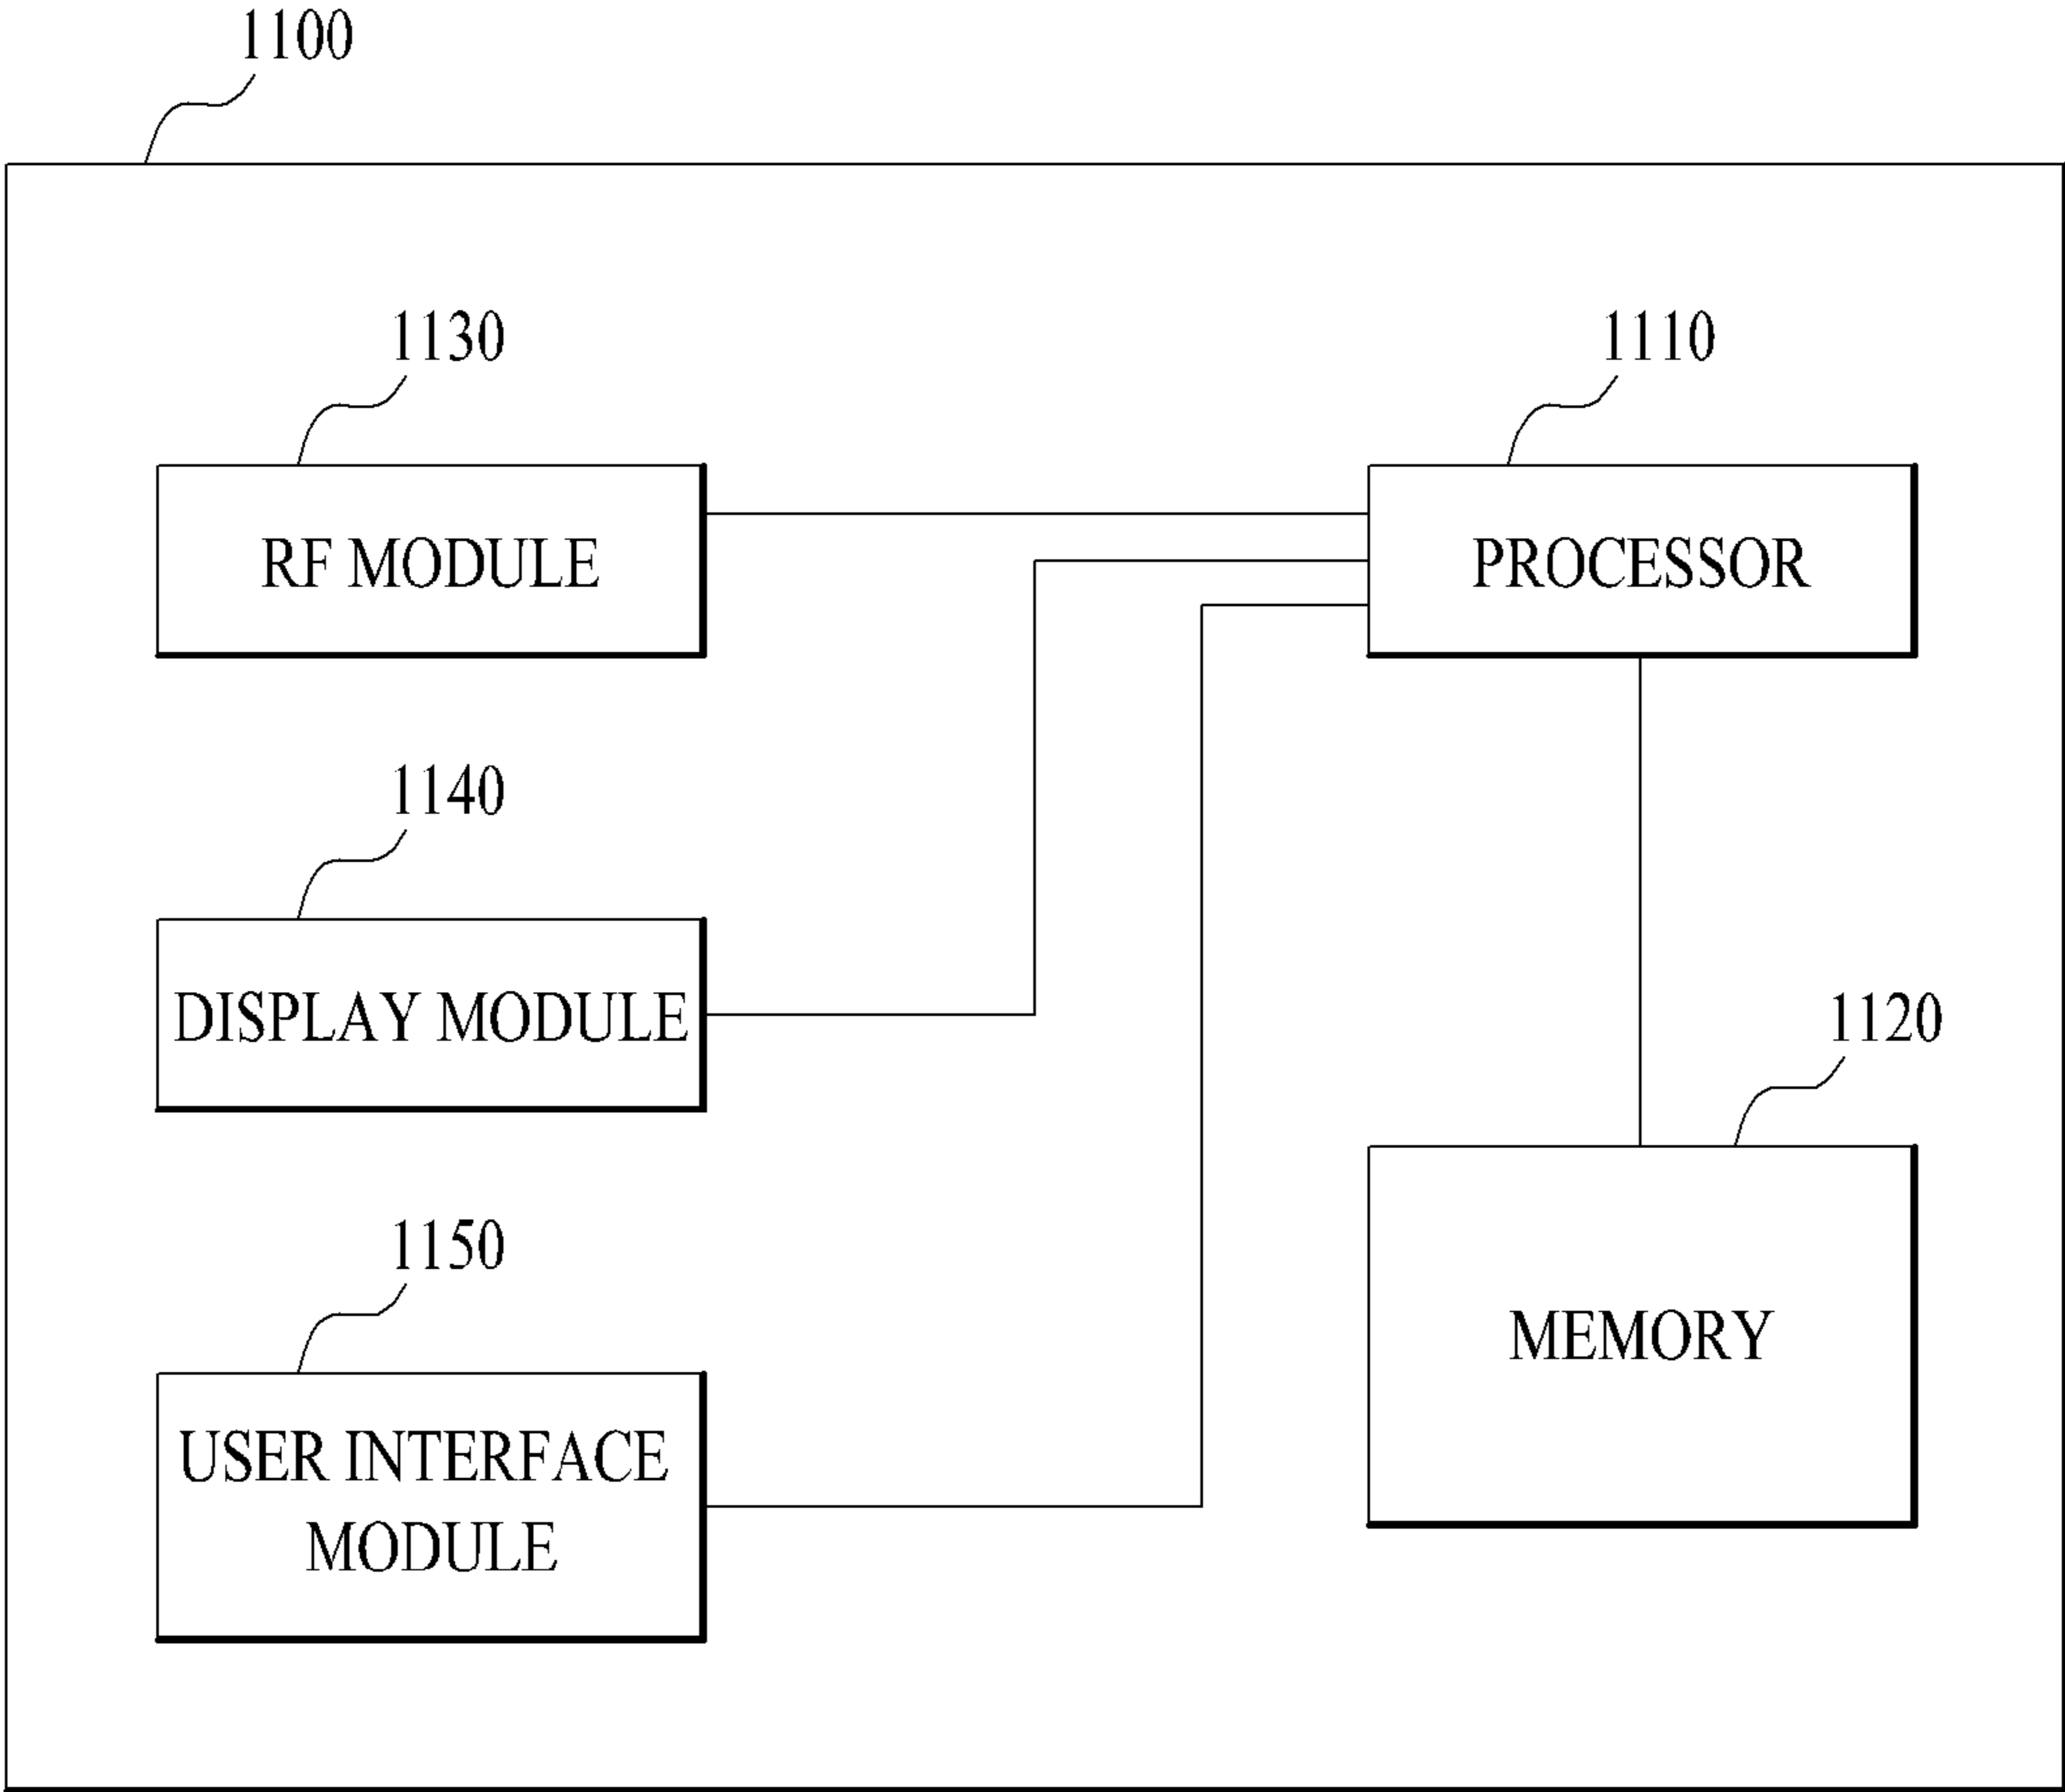 1100
1130
1110
RF MODULE
PROCESSOR
1140
DISPLAY MODULE
1120
1150
USER INTERFACE
MODULE
MEMORY